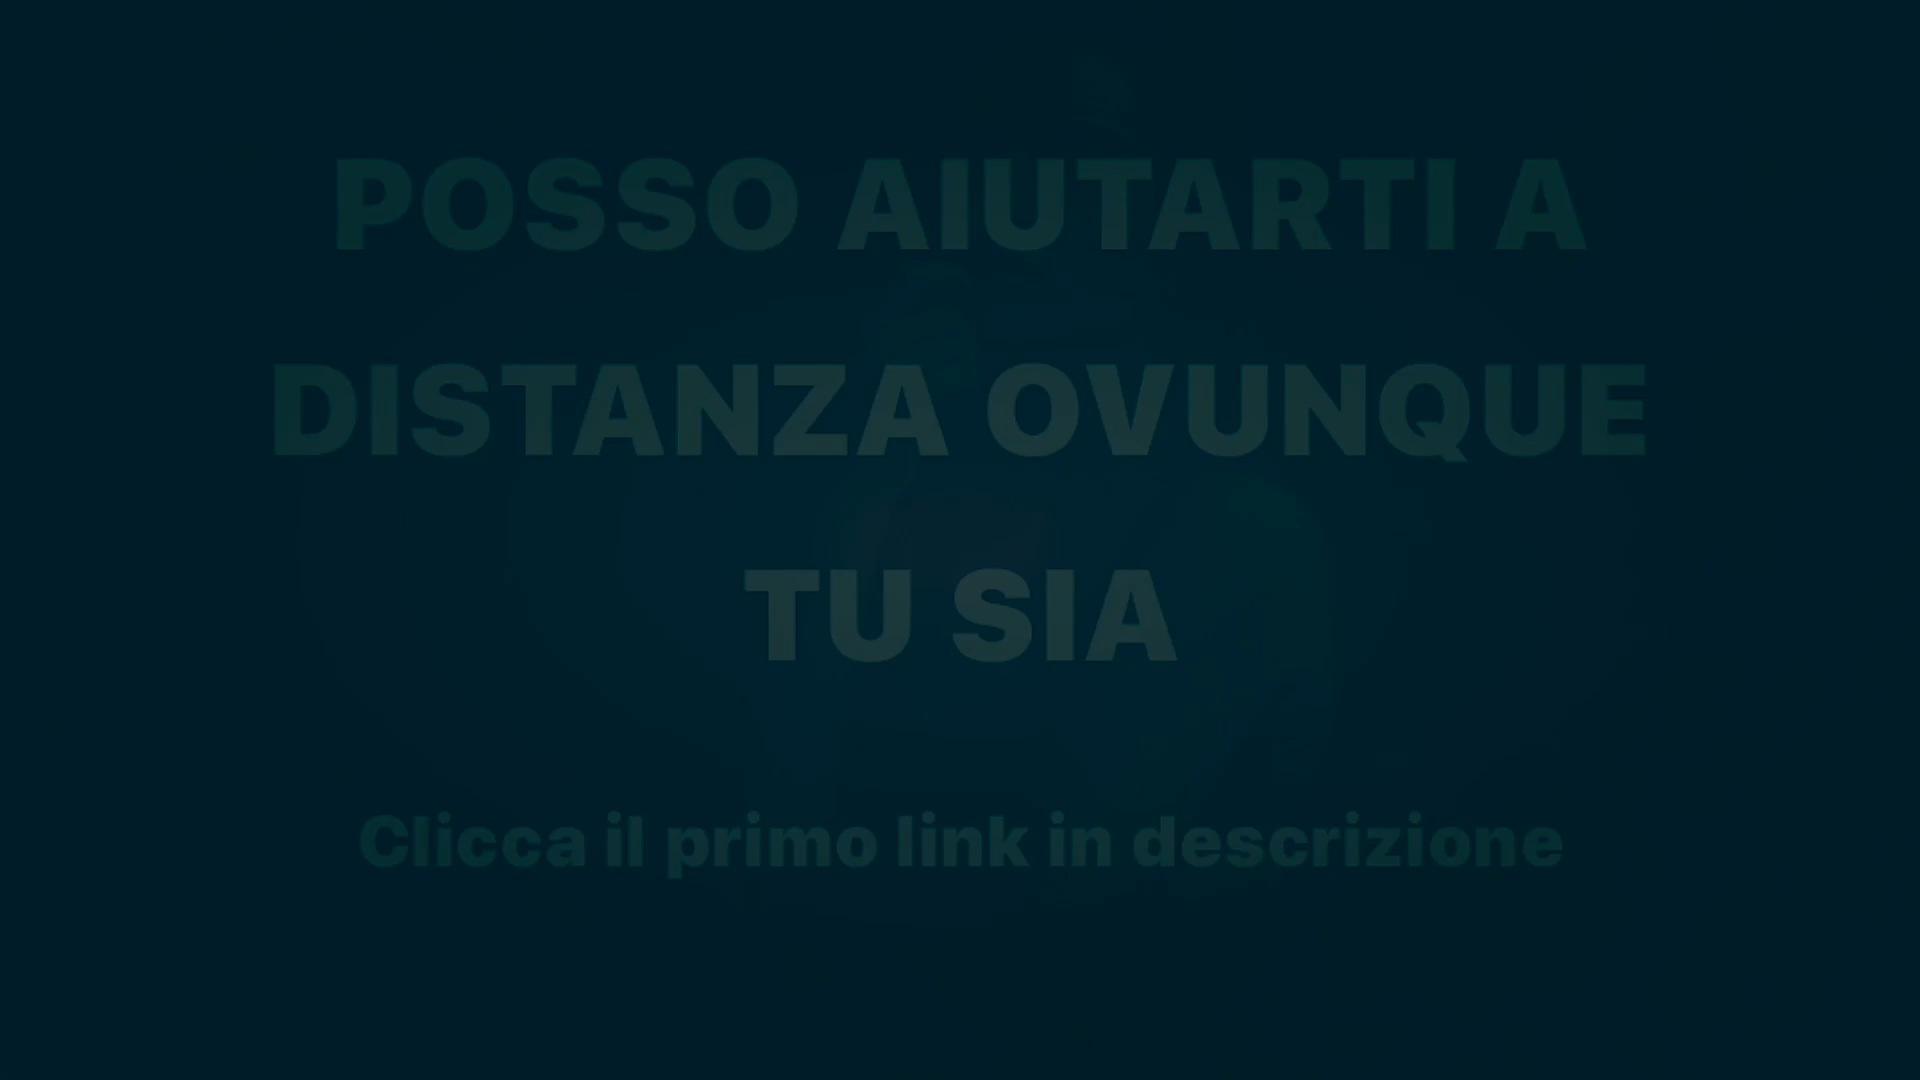 POSSO AIUTARTI A
DISTANZA OVUNQUE
TU SIA
Clicca il primo link in descrizione